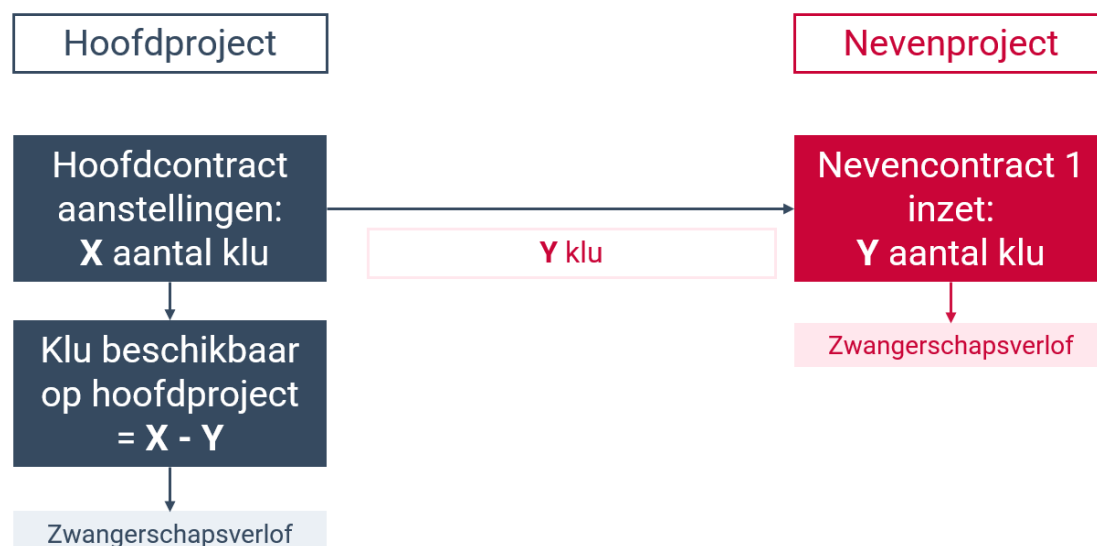 Hoofdproject
Nevenproject
Hoofdcontract
aanstellingen:
X aantal klu
Y klu
Nevencontract 1
inzet:
Y aantal klu
Klu beschikbaar
op hoofdproject
= X - Y
Zwangerschapsverlof
Zwangerschapsverlof